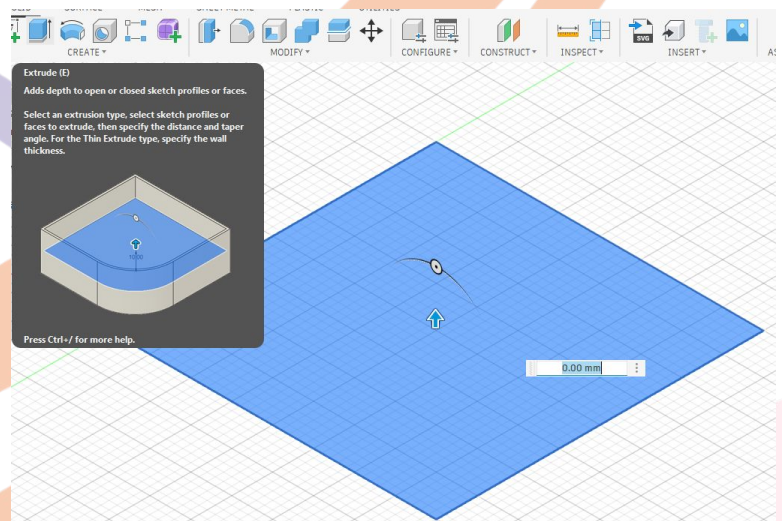 CREATE ▾
MODIFY ▾
CONFIGURE ▾
CONSTRUCT ▾
INSPECT ▾
INSERT ▾
SVG
Extrude (E)
Adds depth to open or closed sketch profiles or faces.
Select an extrusion type, select sketch profiles or
faces to extrude, then specify the distance and taper
angle. For the Thin Extrude type, specify the wall
thickness.
10.00
Press Ctrl+/ for more help.
0.00 mm